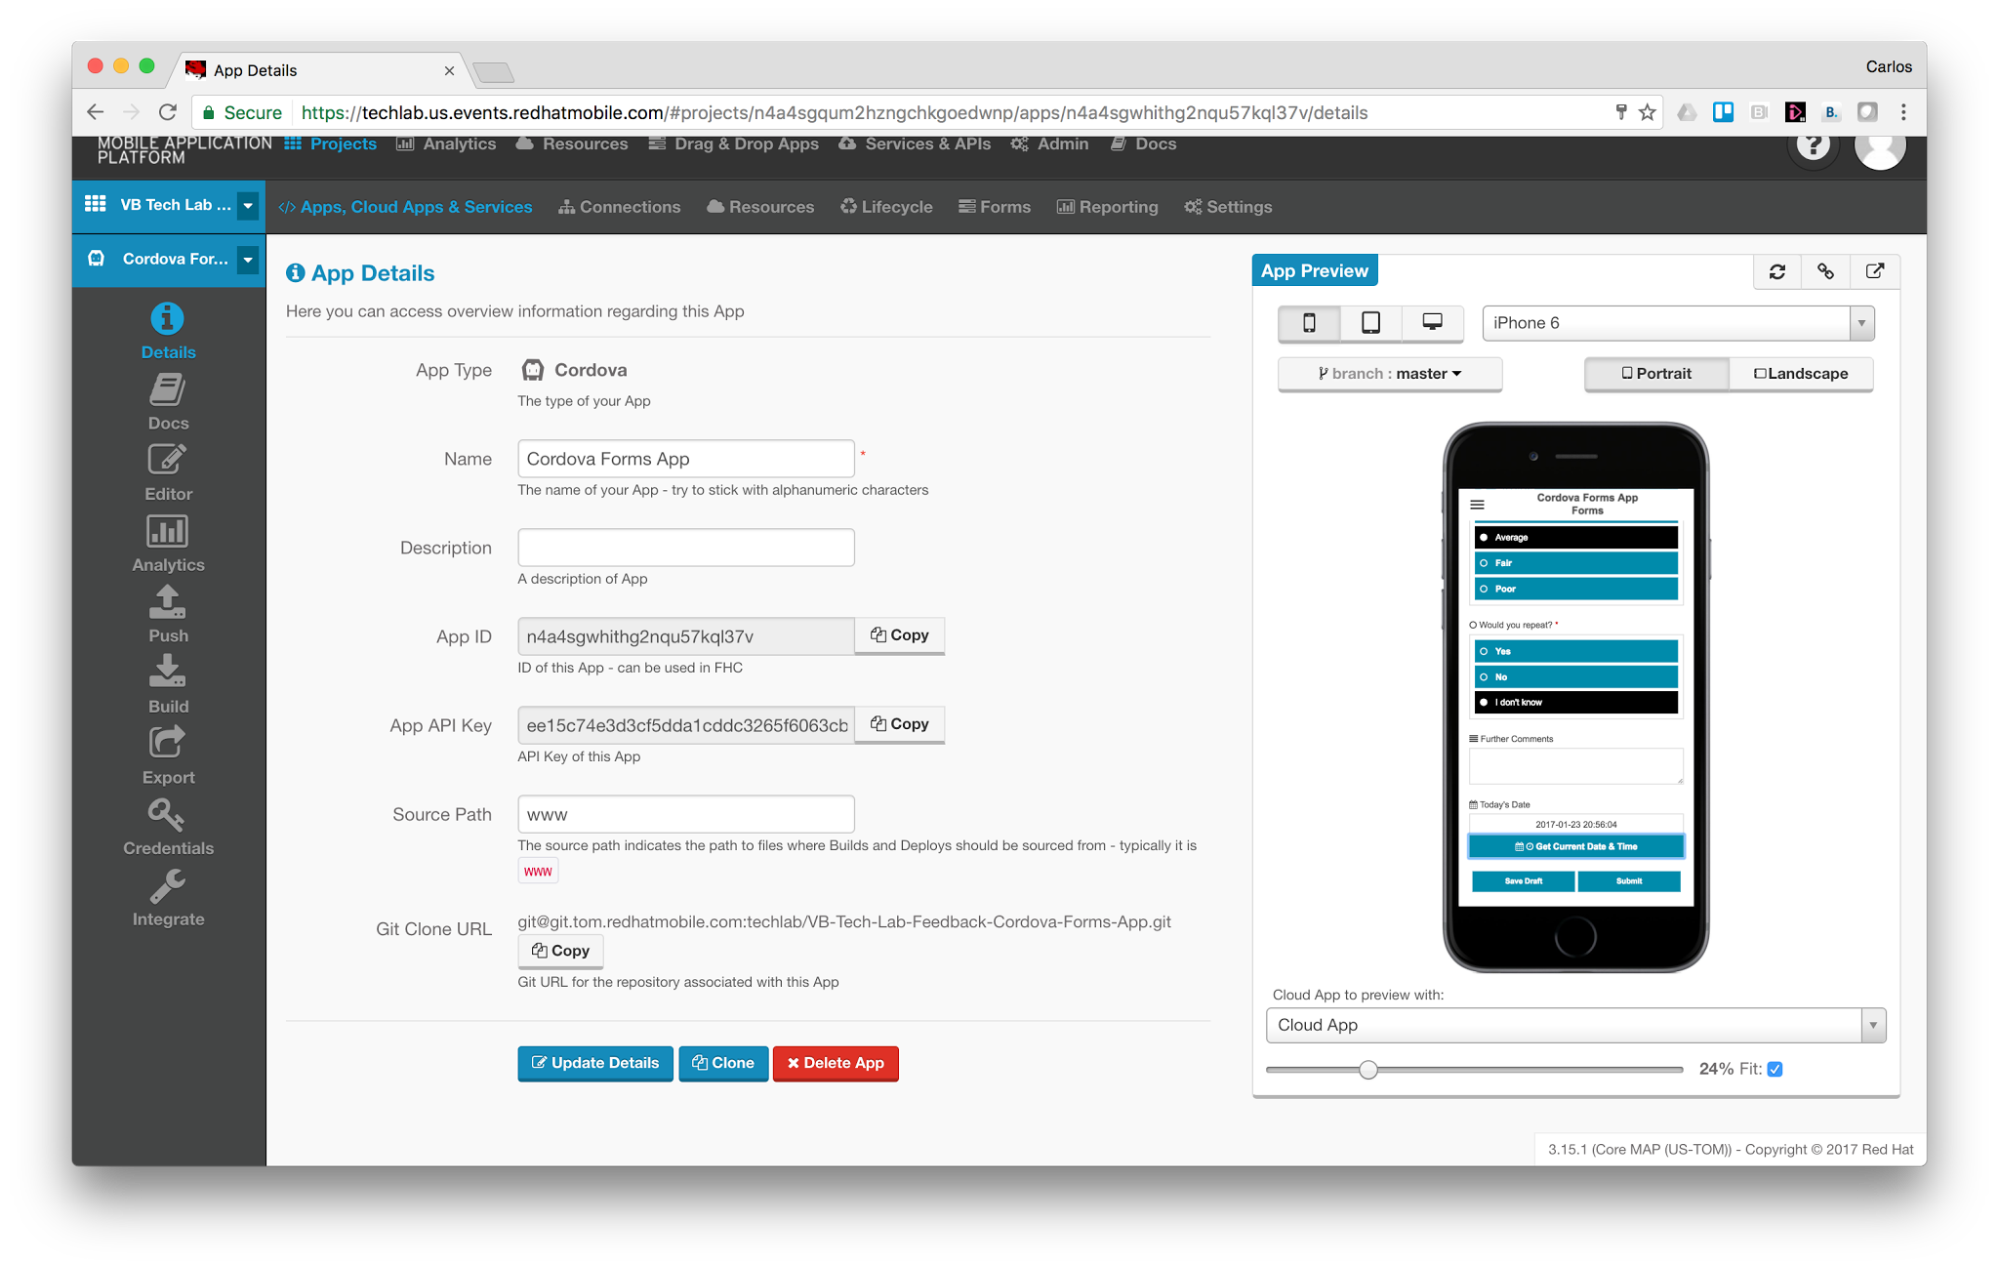 App Details
Carlos
Secure https://techlab.us.events.redhatmobile.com/#projects/n4a4sgqum2hzngchkgoedwnp/apps/n4a4sgwhithg2nqu57kql37v/details
B.
MOBILE APPLICATION
PLATFORM
Projects Analytics Resources Drag & Drop Apps Services & APIs Admin Docs
?
VB Tech Lab ...
</> Apps, Cloud Apps & Services Connections Resources Lifecycle Forms Reporting Settings
Cordova For...
Details
Docs
Editor
Analytics
Push
Build
Export
Credentials
Integrate
App Details
Here you can access overview information regarding this App
App Type Cordova
The type of your App
Name Cordova Forms App *
The name of your App - try to stick with alphanumeric characters
Description
A description of App
App ID n4a4sgwhithg2nqu57kql37v Copy
ID of this App - can be used in FHC
App API Key ee15c74e3d3cf5dda1cddc3265f6063cb Copy
API Key of this App
Source Path www
The source path indicates the path to files where Builds and Deploys should be sourced from - typically it is
www
Git Clone URL git@git.tom.redhatmobile.com:techlab/VB-Tech-Lab-Feedback-Cordova-Forms-App.git
Copy
Git URL for the repository associated with this App
Update Details Clone Delete App
App Preview
iPhone 6
branch : master
Portrait Landscape
Cordova Forms App
Forms
Average
Fair
Poor
Would you repeat? *
Yes
No
I don't know
Further Comments
Today's Date
2017-01-23 20:56:04
Get Current Date & Time
Save Draft Submit
Cloud App to preview with:
Cloud App
24% Fit:
3.15.1 (Core MAP (US-TOM)) - Copyright © 2017 Red Hat